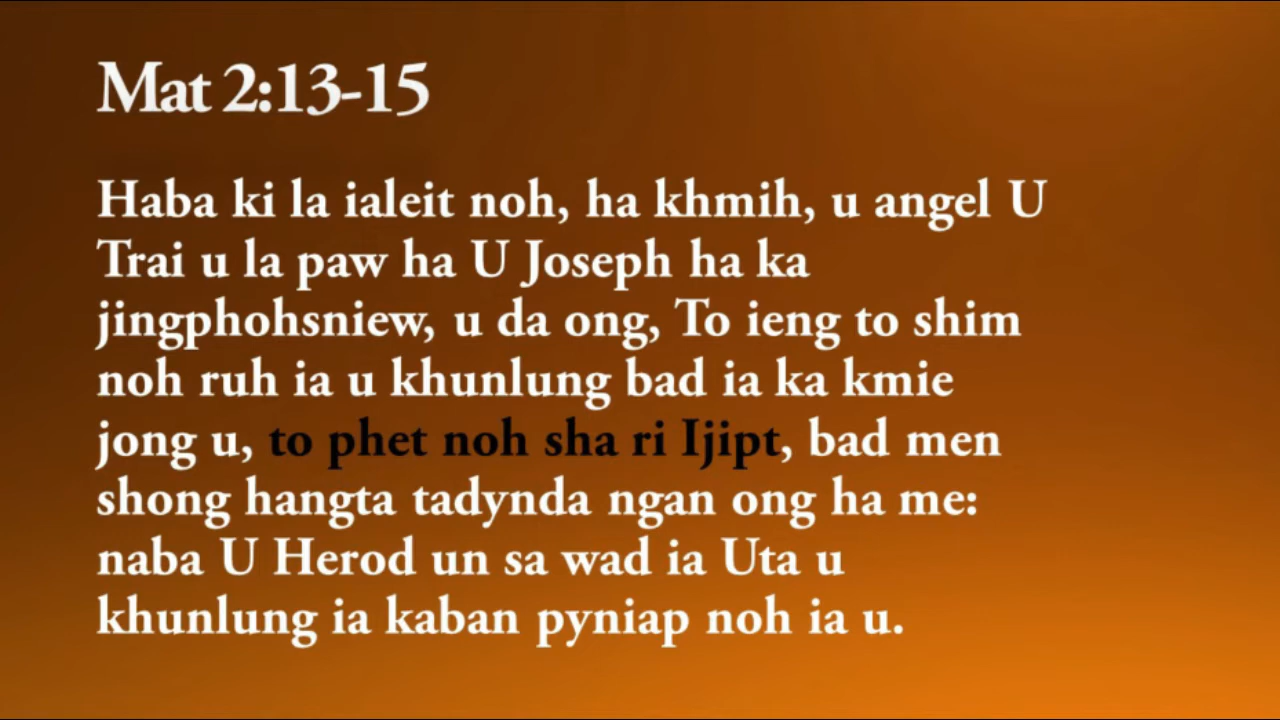 Mat 2:13-15
Haba ki la ialeit noh, ha khmih, u angel U
Trai u la paw ha U Joseph ha ka
jingphohsniew, u da ong, To ieng to shim
noh ruh ia u khunlung bad ia ka kmie
jong u, to phet noh sha ri Ijipt, bad men
shong hangta tadynda ngan ong ha me:
naba U Herod un sa wad ia Uta u
khunlung ia kaban pyniap noh ia u.